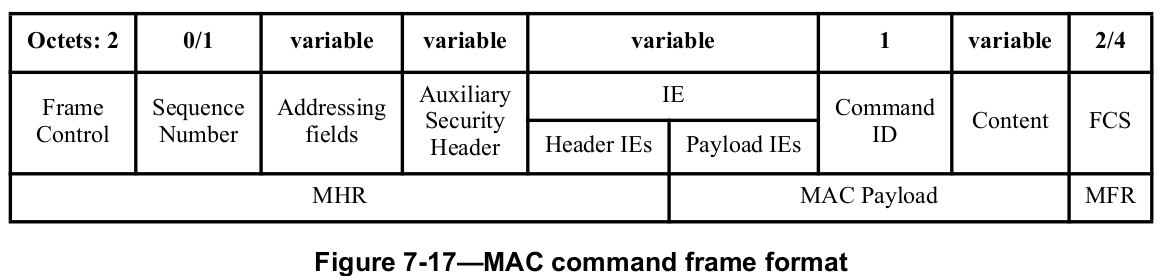 Octets: 2 0/1 variable variable variable 1 variable 2/4
Frame
Control
Sequence
Number
Addressing
fields
Auxiliary
Security
Header
IE
Header IEs Payload IEs
Command
ID
Content
FCS
MHR MAC Payload MFR
Figure 7-17—MAC command frame format